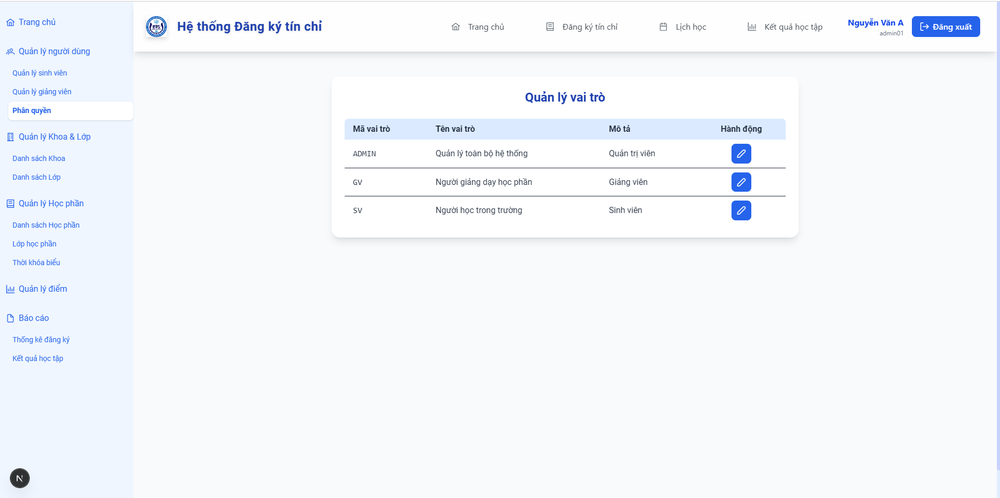 Trang chủ
Quản lý người dùng
Quản lý sinh viên
Quản lý giảng viên
Phân quyền
Quản lý Khoa & Lớp
Danh sách Khoa
Danh sách Lớp
Quản lý Học phần
Danh sách Học phần
Lớp học phần
Thời khóa biểu
Quản lý điểm
Báo cáo
Thống kê đăng ký
Kết quả học tập
Hệ thống Đăng ký tín chỉ
Trang chủ
Đăng ký tín chỉ
Lịch học
Kết quả học tập
Nguyễn Văn A
admin01
Đăng xuất
Quản lý vai trò
Mã vai trò Tên vai trò Mô tả Hành động
ADMIN Quản lý toàn bộ hệ thống Quản trị viên
GV Người giảng dạy học phần Giảng viên
SV Người học trong trường Sinh viên
N